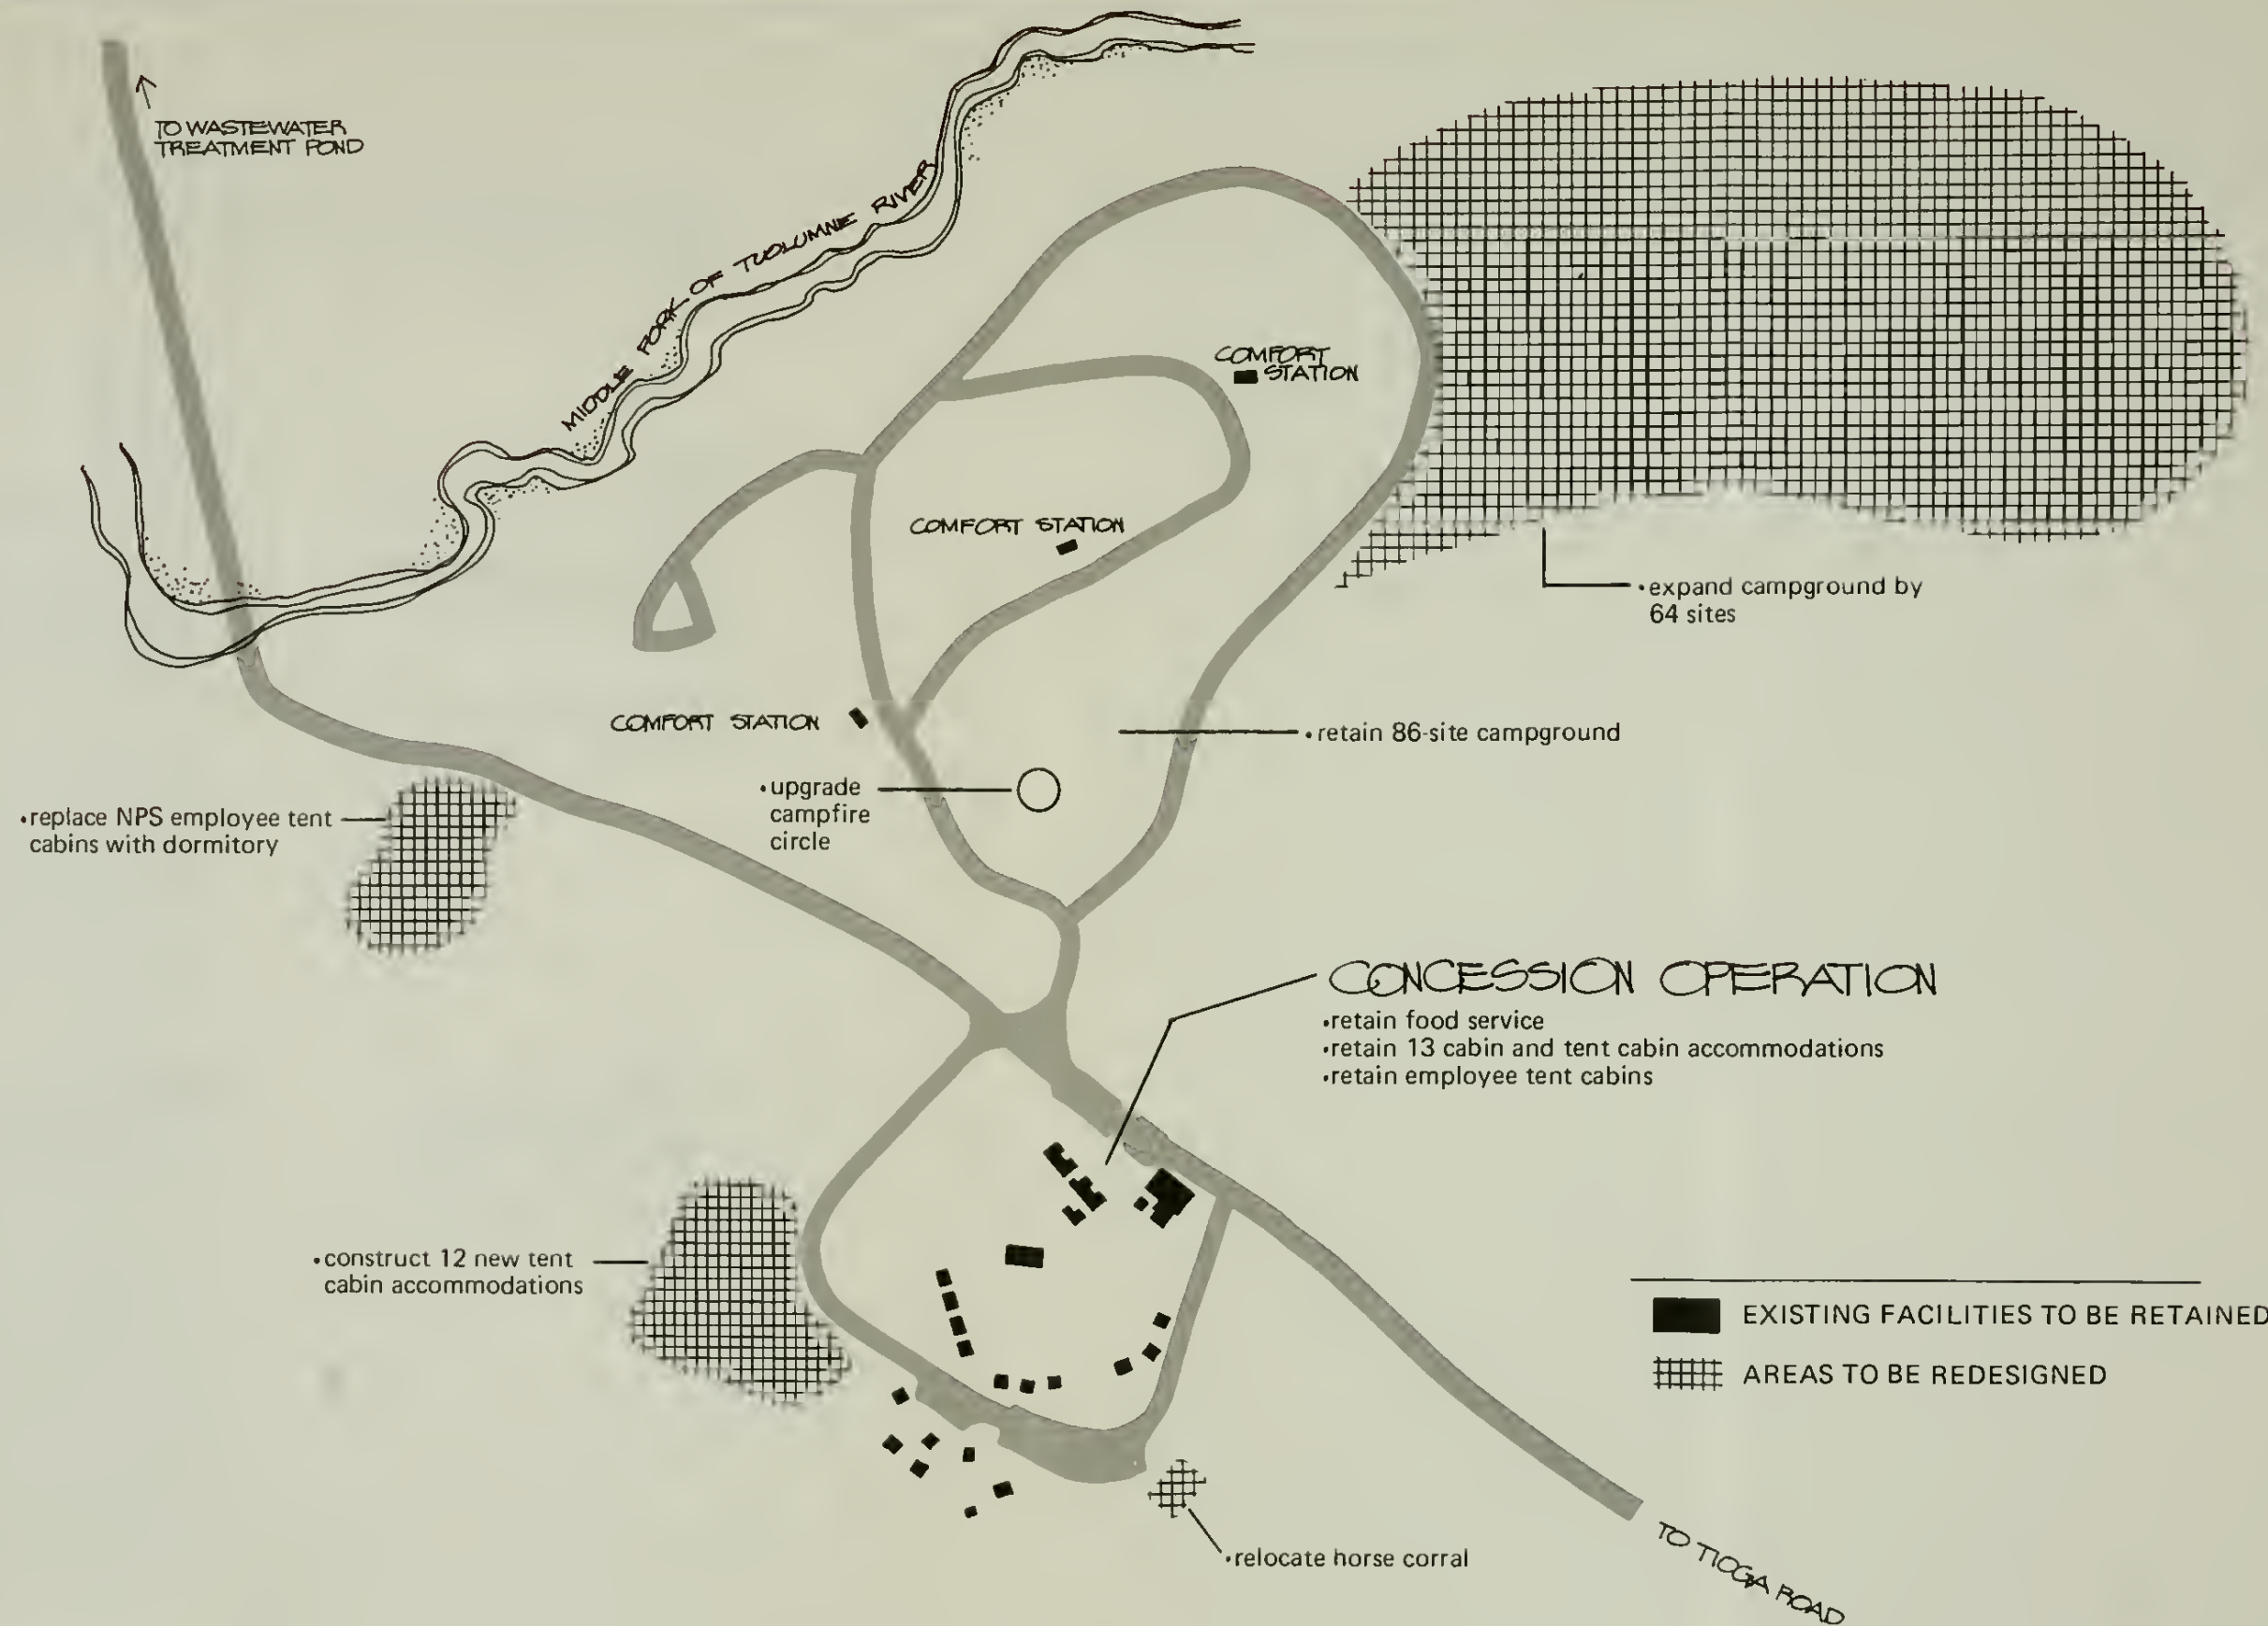 TO WASTEWATER
TREATMENT POND
MIDDLE FORK OF TUOLUMNE RIVER
COMFORT
STATION
COMFORT STATION
•expand campground by
64 sites
COMFORT STATION
•retain 86-site campground
•upgrade
campfire
circle
•replace NPS employee tent
cabins with dormitory
CONCESSION OPERATION
•retain food service
•retain 13 cabin and tent cabin accommodations
•retain employee tent cabins
•construct 12 new tent
cabin accommodations
EXISTING FACILITIES TO BE RETAINED
AREAS TO BE REDESIGNED
•relocate horse corral
TO TIOGA ROAD